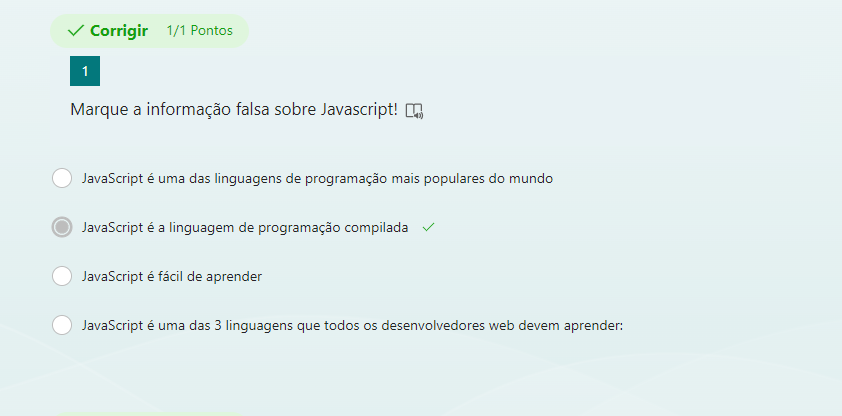 Corrigir 1/1 Pontos
1
Marque a informação falsa sobre Javascript!
JavaScript é uma das linguagens de programação mais populares do mundo
JavaScript é a linguagem de programação compilada
JavaScript é fácil de aprender
JavaScript é uma das 3 linguagens que todos os desenvolvedores web devem aprender: